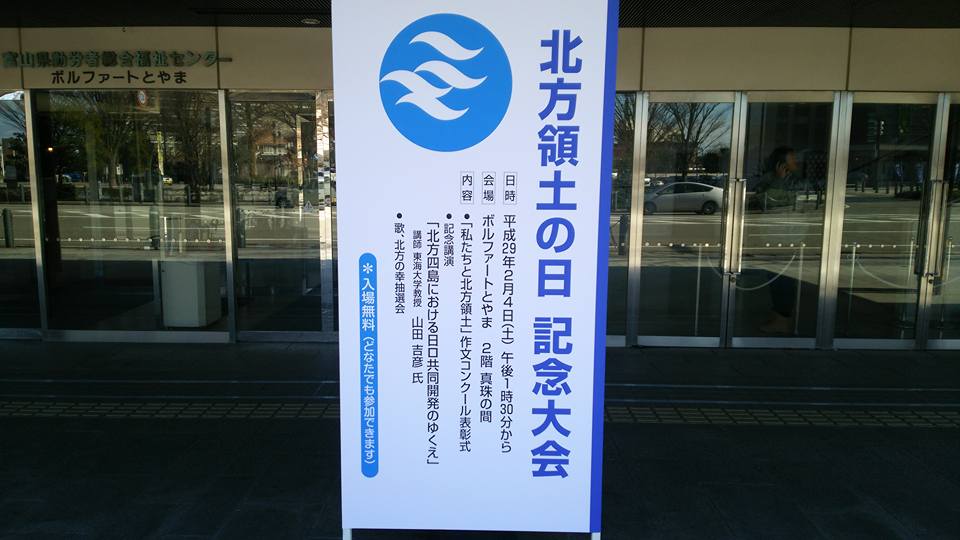 富山県勤労者総合福祉センター
ボルファートとやま
北方領土の日 記念大会
日時 平成29年2月4日(土) 午後1時30分から
会場 ボルファートとやま 2階 真珠の間
内容 ●「私たちと北方領土」作文コンクール表彰式
●記念講演
「北方四島における日ロ共同開発のゆくえ」
講師 東海大学教授 山田 吉彦 氏
●歌、北方の幸抽選会
＊入場無料(どなたでも参加できます)